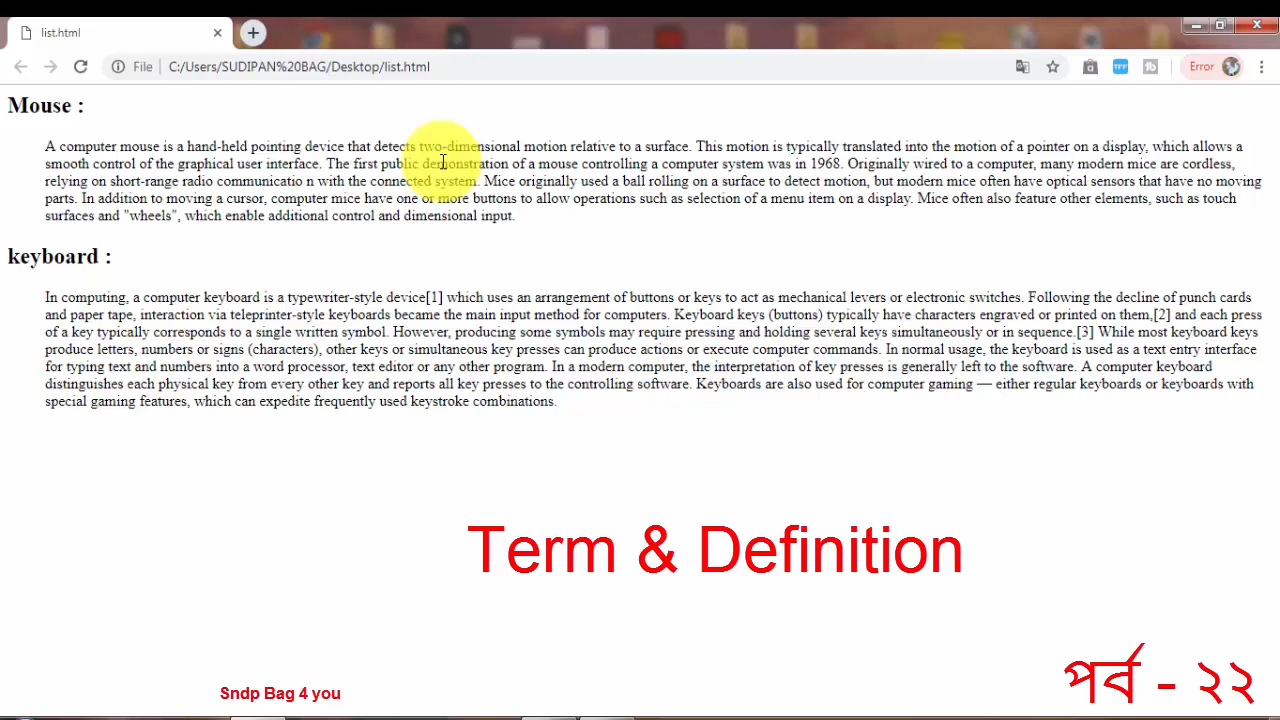 list.html
File C:/Users/SUDIPAN%20BAG/Desktop/list.html
Error
Mouse :
A computer mouse is a hand-held pointing device that detects two-dimensional motion relative to a surface. This motion is typically translated into the motion of a pointer on a display, which allows a
smooth control of the graphical user interface. The first public demonstration of a mouse controlling a computer system was in 1968. Originally wired to a computer, many modern mice are cordless,
relying on short-range radio communicatio n with the connected system. Mice originally used a ball rolling on a surface to detect motion, but modern mice often have optical sensors that have no moving
parts. In addition to moving a cursor, computer mice have one or more buttons to allow operations such as selection of a menu item on a display. Mice often also feature other elements, such as touch
surfaces and "wheels", which enable additional control and dimensional input.
keyboard :
In computing, a computer keyboard is a typewriter-style device[1] which uses an arrangement of buttons or keys to act as mechanical levers or electronic switches. Following the decline of punch cards
and paper tape, interaction via teleprinter-style keyboards became the main input method for computers. Keyboard keys (buttons) typically have characters engraved or printed on them,[2] and each press
of a key typically corresponds to a single written symbol. However, producing some symbols may require pressing and holding several keys simultaneously or in sequence.[3] While most keyboard keys
produce letters, numbers or signs (characters), other keys or simultaneous key presses can produce actions or execute computer commands. In normal usage, the keyboard is used as a text entry interface
for typing text and numbers into a word processor, text editor or any other program. In a modern computer, the interpretation of key presses is generally left to the software. A computer keyboard
distinguishes each physical key from every other key and reports all key presses to the controlling software. Keyboards are also used for computer gaming — either regular keyboards or keyboards with
special gaming features, which can expedite frequently used keystroke combinations.
Term & Definition
পর্ব - ২২
Sndp Bag 4 you